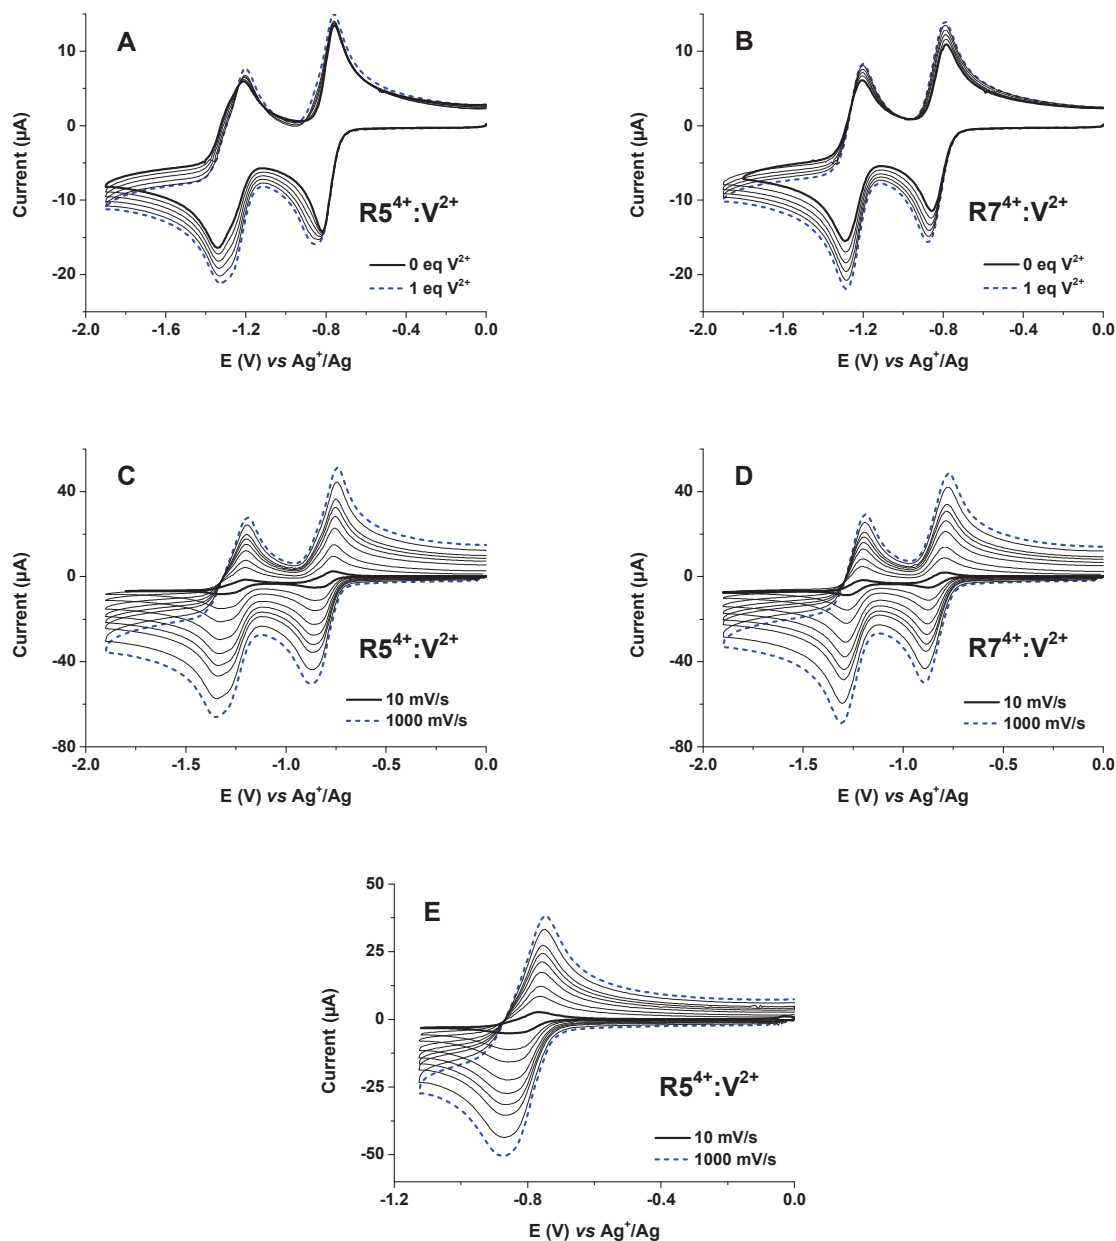 A
R5⁴⁺:V²⁺
0 eq V²⁺
1 eq V²⁺
10
0
-10
-20
-2.0 -1.6 -1.2 -0.8 -0.4 0.0
Current (µA)
E (V) vs Ag⁺/Ag
B
R7⁴⁺:V²⁺
0 eq V²⁺
1 eq V²⁺
10
0
-10
-20
-2.0 -1.6 -1.2 -0.8 -0.4 0.0
Current (µA)
E (V) vs Ag⁺/Ag
C
R5⁴⁺:V²⁺
10 mV/s
1000 mV/s
40
0
-40
-80
-2.0 -1.5 -1.0 -0.5 0.0
Current (µA)
E (V) vs Ag⁺/Ag
D
R7⁴⁺:V²⁺
10 mV/s
1000 mV/s
40
0
-40
-80
-2.0 -1.5 -1.0 -0.5 0.0
Current (µA)
E (V) vs Ag⁺/Ag
E
R5⁴⁺:V²⁺
10 mV/s
1000 mV/s
50
25
0
-25
-50
-1.2 -0.8 -0.4 0.0
Current (µA)
E (V) vs Ag⁺/Ag